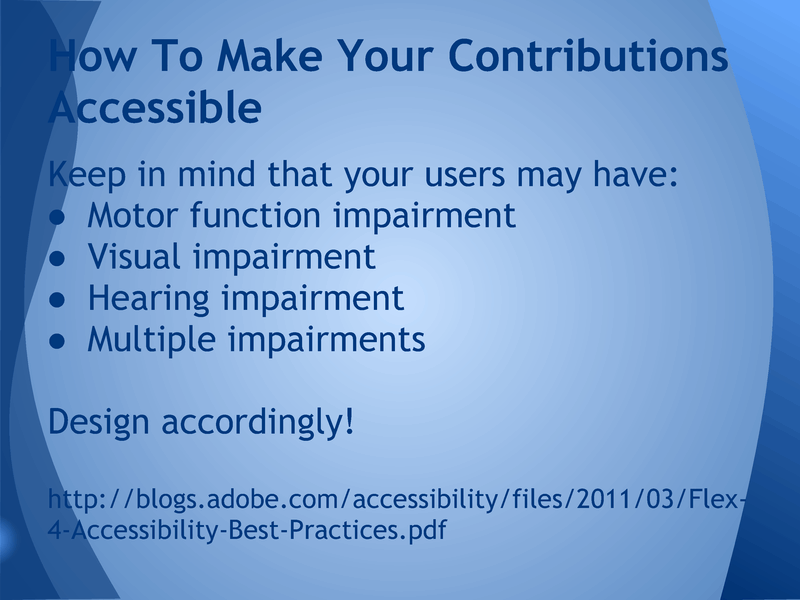 How To Make Your Contributions
Accessible
Keep in mind that your users may have:
● Motor function impairment
● Visual impairment
● Hearing impairment
● Multiple impairments
Design accordingly!
http://blogs.adobe.com/accessibility/files/2011/03/Flex-
4-Accessibility-Best-Practices.pdf